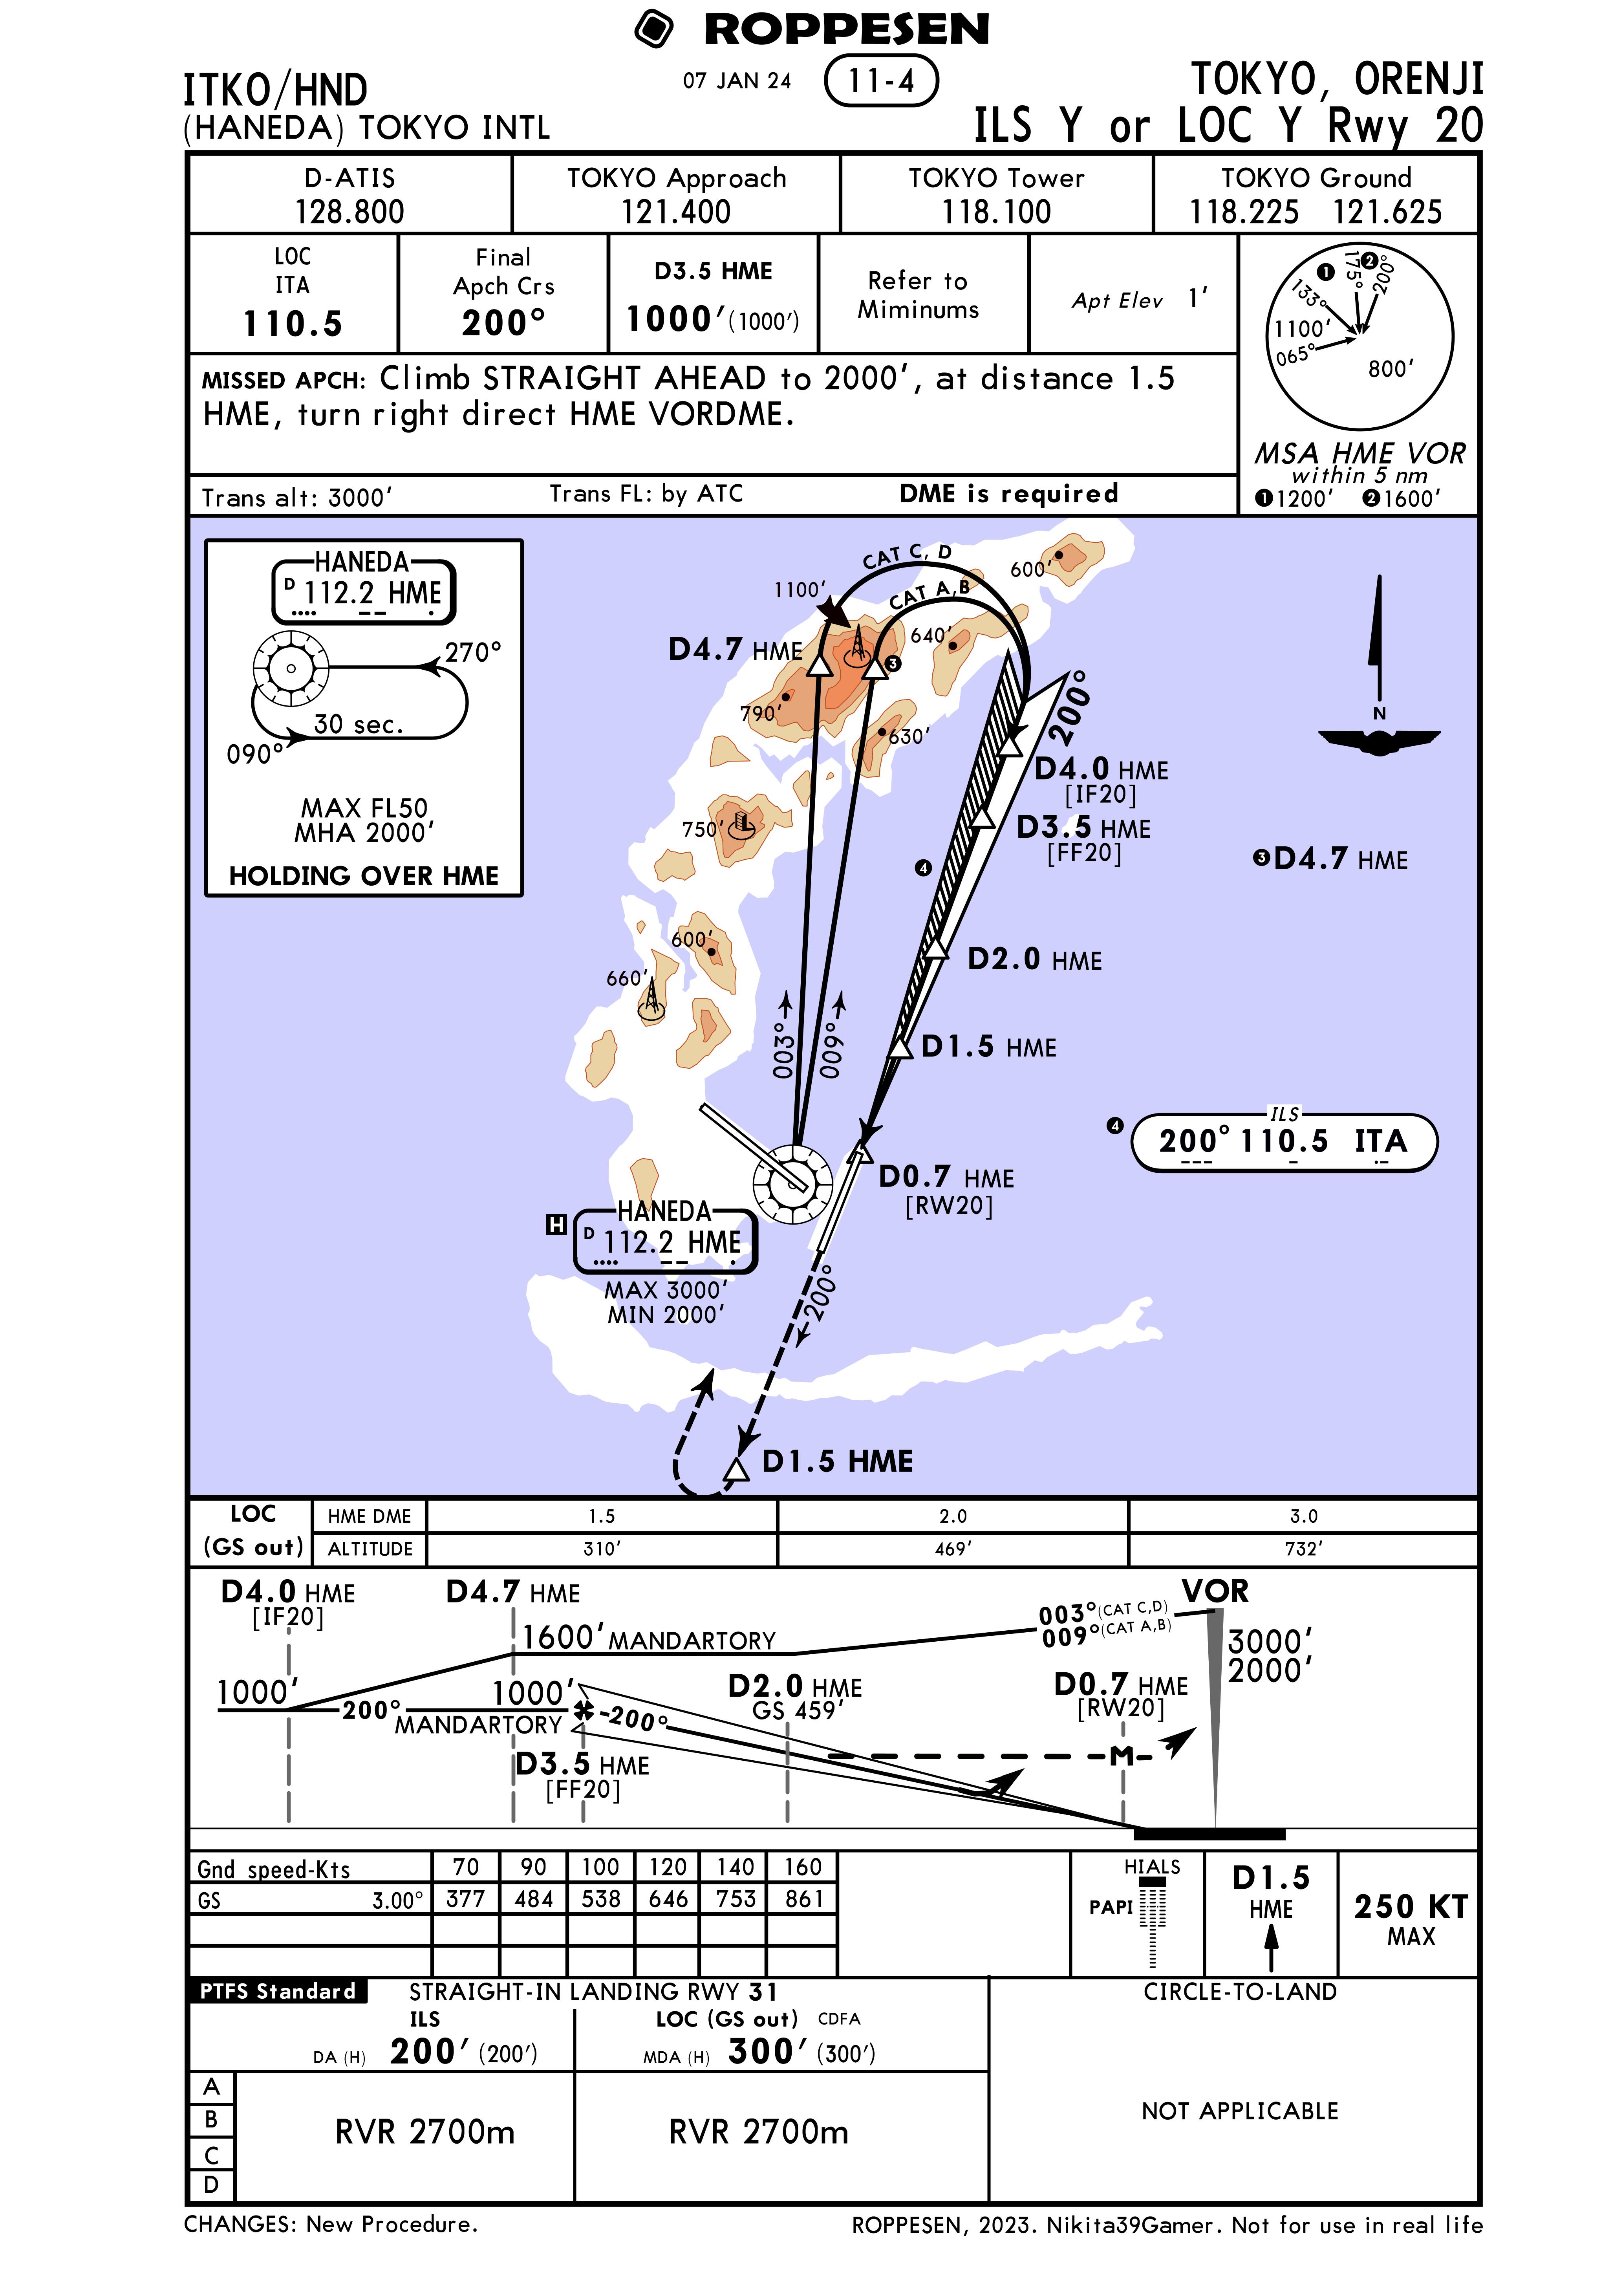 ROPPESEN
ITKO/HND
(HANEDA) TOKYO INTL
07 JAN 24
11-4
TOKYO, ORENJI
ILS Y or LOC Y Rwy 20
D-ATIS
128.800
TOKYO Approach
121.400
TOKYO Tower
118.100
TOKYO Ground
118.225 121.625
LOC
ITA
110.5
Final
Apch Crs
200°
D3.5 HME
1000′ (1000′)
Refer to
Miminums
Apt Elev 1′
MISSED APCH: Climb STRAIGHT AHEAD to 2000′, at distance 1.5
HME, turn right direct HME VORDME.
Trans alt: 3000′
Trans FL: by ATC
DME is required
1
2
133°
175°
200°
1100′
065°
800′
MSA HME VOR
within 5 nm
1 1200′ 2 1600′
HANEDA
D 112.2 HME
270°
30 sec.
090°
MAX FL50
MHA 2000′
HOLDING OVER HME
CAT C, D
CAT A,B
600′
1100′
640′
D4.7 HME
3
790′
630′
200°
N
D4.0 HME
[IF20]
D3.5 HME
[FF20]
750′
4
3 D4.7 HME
600′
D2.0 HME
660′
D1.5 HME
003°
009°
4
ILS
200° 110.5 ITA
D0.7 HME
[RW20]
H
HANEDA
D 112.2 HME
MAX 3000′
MIN 2000′
200°
D1.5 HME
LOC
(GS out)
HME DME 1.5 2.0 3.0
ALTITUDE 310′ 469′ 732′
D4.0 HME
[IF20]
D4.7 HME
VOR
003° (CAT C,D)
009° (CAT A,B)
1600′ MANDARTORY
3000′
2000′
1000′
200°
1000′
MANDARTORY
200°
D2.0 HME
GS 459′
D0.7 HME
[RW20]
M
D3.5 HME
[FF20]
Gnd speed-Kts 70 90 100 120 140 160
GS 3.00° 377 484 538 646 753 861
HIALS
PAPI
D1.5
HME
250 KT
MAX
PTFS Standard
STRAIGHT-IN LANDING RWY 31
CIRCLE-TO-LAND
ILS
DA (H) 200′ (200′)
LOC (GS out) CDFA
MDA (H) 300′ (300′)
A
B
C
D
RVR 2700m
RVR 2700m
NOT APPLICABLE
CHANGES: New Procedure.
ROPPESEN, 2023. Nikita39Gamer. Not for use in real life